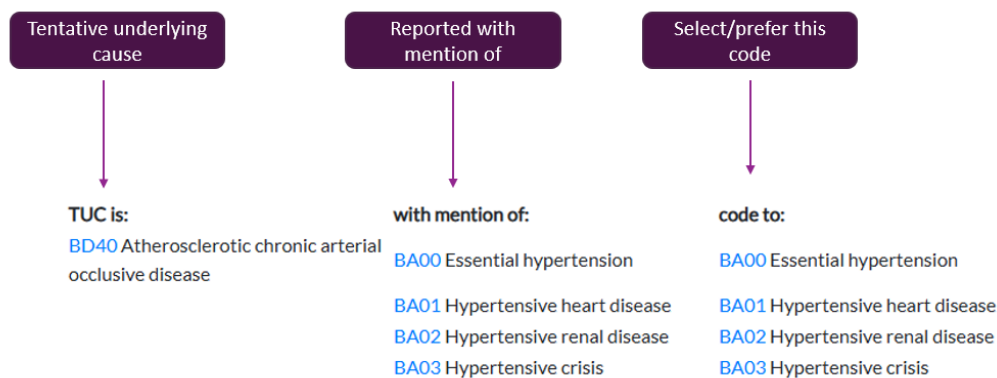 Tentative underlying
cause
Reported with
mention of
Select/prefer this
code
TUC is:
BD40 Atherosclerotic chronic arterial
occlusive disease
with mention of:
BA00 Essential hypertension
BA01 Hypertensive heart disease
BA02 Hypertensive renal disease
BA03 Hypertensive crisis
code to:
BA00 Essential hypertension
BA01 Hypertensive heart disease
BA02 Hypertensive renal disease
BA03 Hypertensive crisis